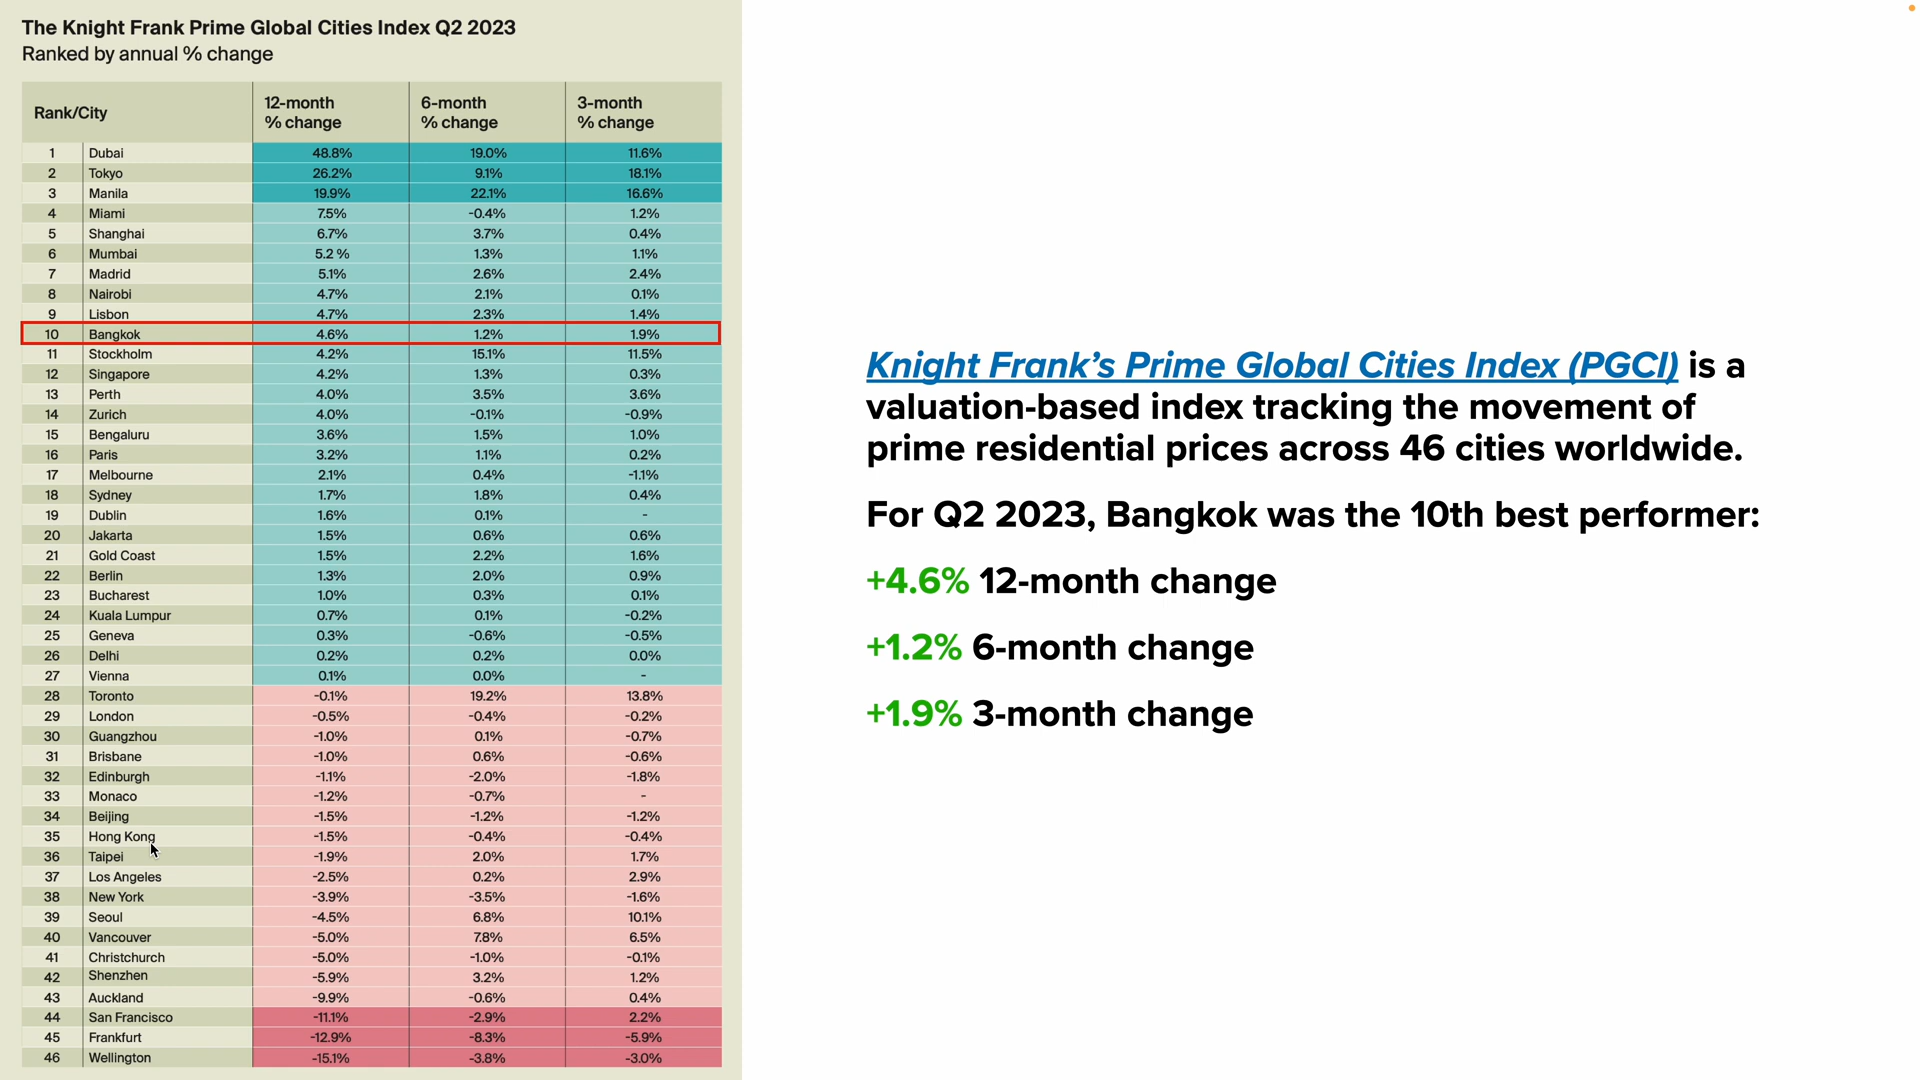 The Knight Frank Prime Global Cities Index Q2 2023
Ranked by annual % change
Rank/City 12-month % change 6-month % change 3-month % change
1 Dubai 48.8% 19.0% 11.6%
2 Tokyo 26.2% 9.1% 18.1%
3 Manila 19.9% 22.1% 16.6%
4 Miami 7.5% -0.4% 1.2%
5 Shanghai 6.7% 3.7% 0.4%
6 Mumbai 5.2 % 1.3% 1.1%
7 Madrid 5.1% 2.6% 2.4%
8 Nairobi 4.7% 2.1% 0.1%
9 Lisbon 4.7% 2.3% 1.4%
10 Bangkok 4.6% 1.2% 1.9%
11 Stockholm 4.2% 15.1% 11.5%
12 Singapore 4.2% 1.3% 0.3%
13 Perth 4.0% 3.5% 3.6%
14 Zurich 4.0% -0.1% -0.9%
15 Bengaluru 3.6% 1.5% 1.0%
16 Paris 3.2% 1.1% 0.2%
17 Melbourne 2.1% 0.4% -1.1%
18 Sydney 1.7% 1.8% 0.4%
19 Dublin 1.6% 0.1% -
20 Jakarta 1.5% 0.6% 0.6%
21 Gold Coast 1.5% 2.2% 1.6%
22 Berlin 1.3% 2.0% 0.9%
23 Bucharest 1.0% 0.3% 0.1%
24 Kuala Lumpur 0.7% 0.1% -0.2%
25 Geneva 0.3% -0.6% -0.5%
26 Delhi 0.2% 0.2% 0.0%
27 Vienna 0.1% 0.0% -
28 Toronto -0.1% 19.2% 13.8%
29 London -0.5% -0.4% -0.2%
30 Guangzhou -1.0% 0.1% -0.7%
31 Brisbane -1.0% 0.6% -0.6%
32 Edinburgh -1.1% -2.0% -1.8%
33 Monaco -1.2% -0.7% -
34 Beijing -1.5% -1.2% -1.2%
35 Hong Kong -1.5% -0.4% -0.4%
36 Taipei -1.9% 2.0% 1.7%
37 Los Angeles -2.5% 0.2% 2.9%
38 New York -3.9% -3.5% -1.6%
39 Seoul -4.5% 6.8% 10.1%
40 Vancouver -5.0% 7.8% 6.5%
41 Christchurch -5.0% -1.0% -0.1%
42 Shenzhen -5.9% 3.2% 1.2%
43 Auckland -9.9% -0.6% 0.4%
44 San Francisco -11.1% -2.9% 2.2%
45 Frankfurt -12.9% -8.3% -5.9%
46 Wellington -15.1% -3.8% -3.0%
Knight Frank’s Prime Global Cities Index (PGCI) is a
valuation-based index tracking the movement of
prime residential prices across 46 cities worldwide.
For Q2 2023, Bangkok was the 10th best performer:
+4.6% 12-month change
+1.2% 6-month change
+1.9% 3-month change